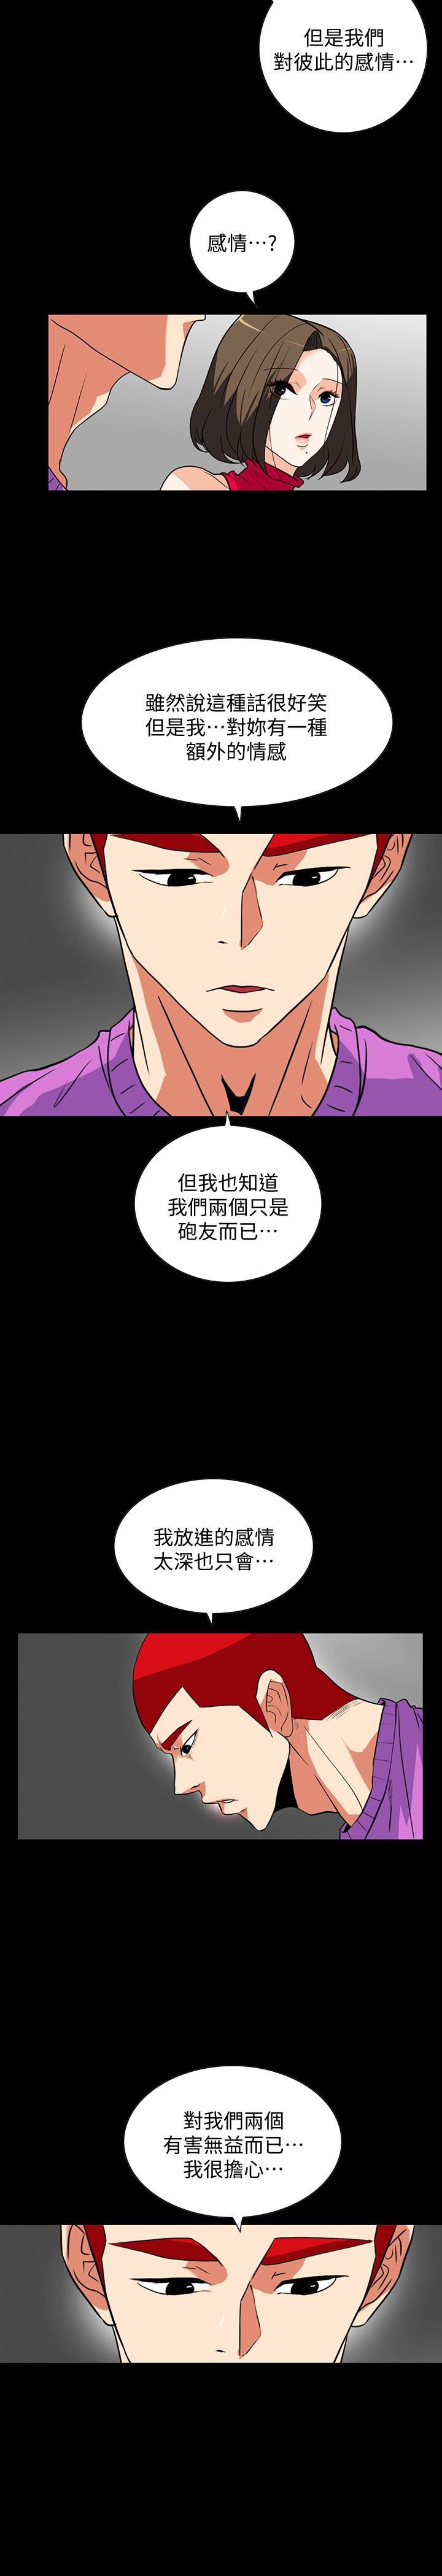 但是我們
對彼此的感情⋯
感情⋯?
雖然說這種話很好笑
但是我⋯對妳有一種
額外的情感
但我也知道
我們兩個只是
砲友而已⋯
我放進的感情
太深也只會⋯
對我們兩個
有害無益而已⋯
我很擔心⋯